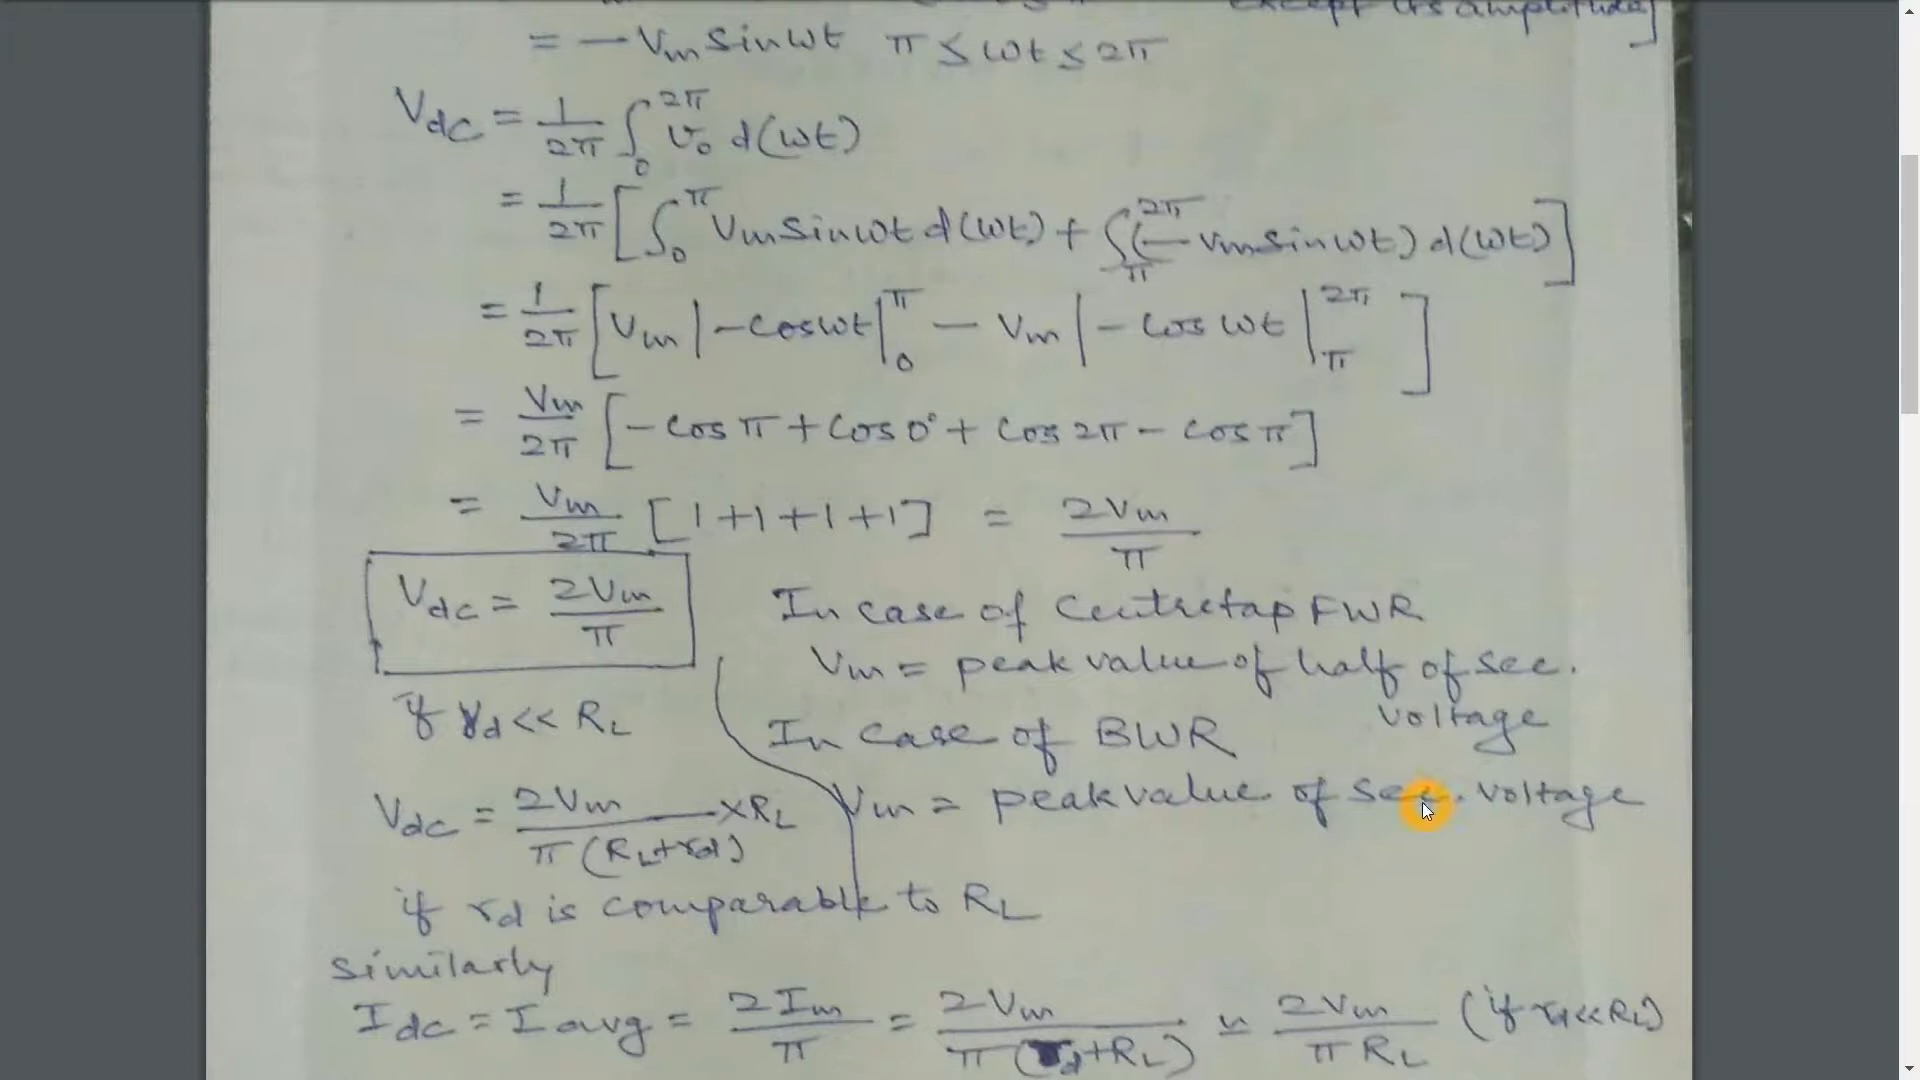 except its amplitude]
= - Vm sinωt π ≤ ωt ≤ 2π
Vdc = 1/2π ∫₀^2π v₀ d(ωt)
= 1/2π [∫₀^π Vm sinωt d(ωt) + ∫π^2π (- Vm sinωt) d(ωt)]
= 1/2π [Vm |-cosωt|₀^π - Vm |- cos ωt|π^2π]
= Vm/2π [- cos π + cos 0° + cos 2π - cos π]
= Vm/2π [1+1+1+1] = 2Vm/π
Vdc = 2Vm/π
if rd << RL
In case of Centretap FWR
Vm = peak value of half of sec.
voltage
In case of BWR
Vm = peak value of sec. voltage
Vdc = 2Vm/π(RL+rd) × RL
if rd is comparable to RL
similarly
Idc = Iavg = 2Im/π = 2Vm/π(rd+RL) ≃ 2Vm/πRL (if rd<<RL)